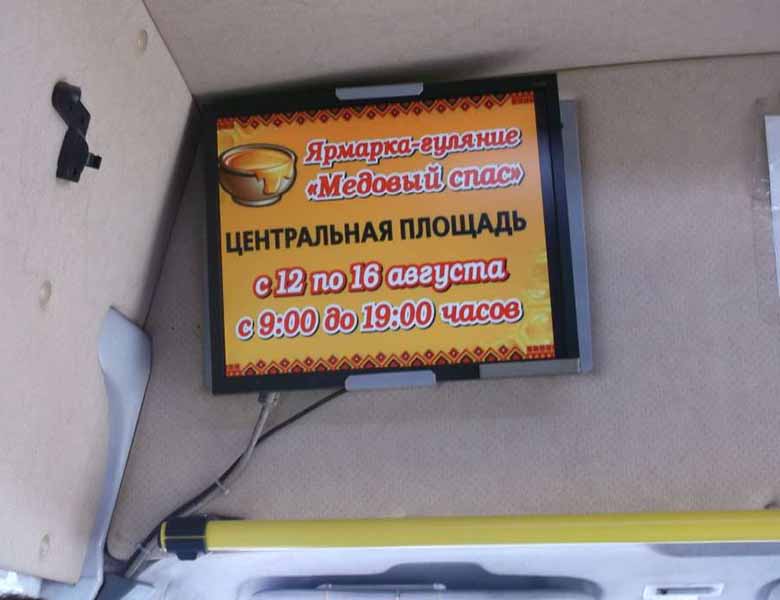 Ярмарка-гуляние
«Медовый спас»
ЦЕНТРАЛЬНАЯ ПЛОЩАДЬ
с 12 по 16 августа
с 9:00 до 19:00 часов